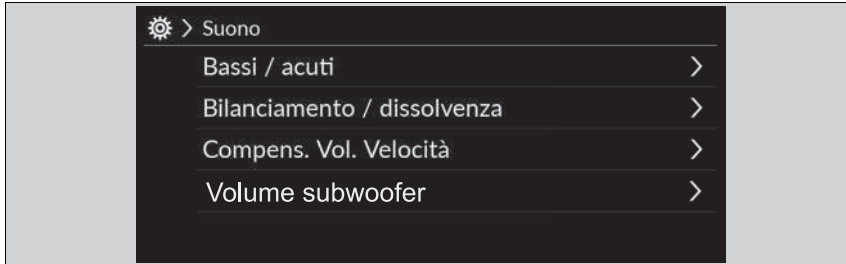 Suono
Bassi / acuti
Bilanciamento / dissolvenza
Compens. Vol. Velocità
Volume subwoofer